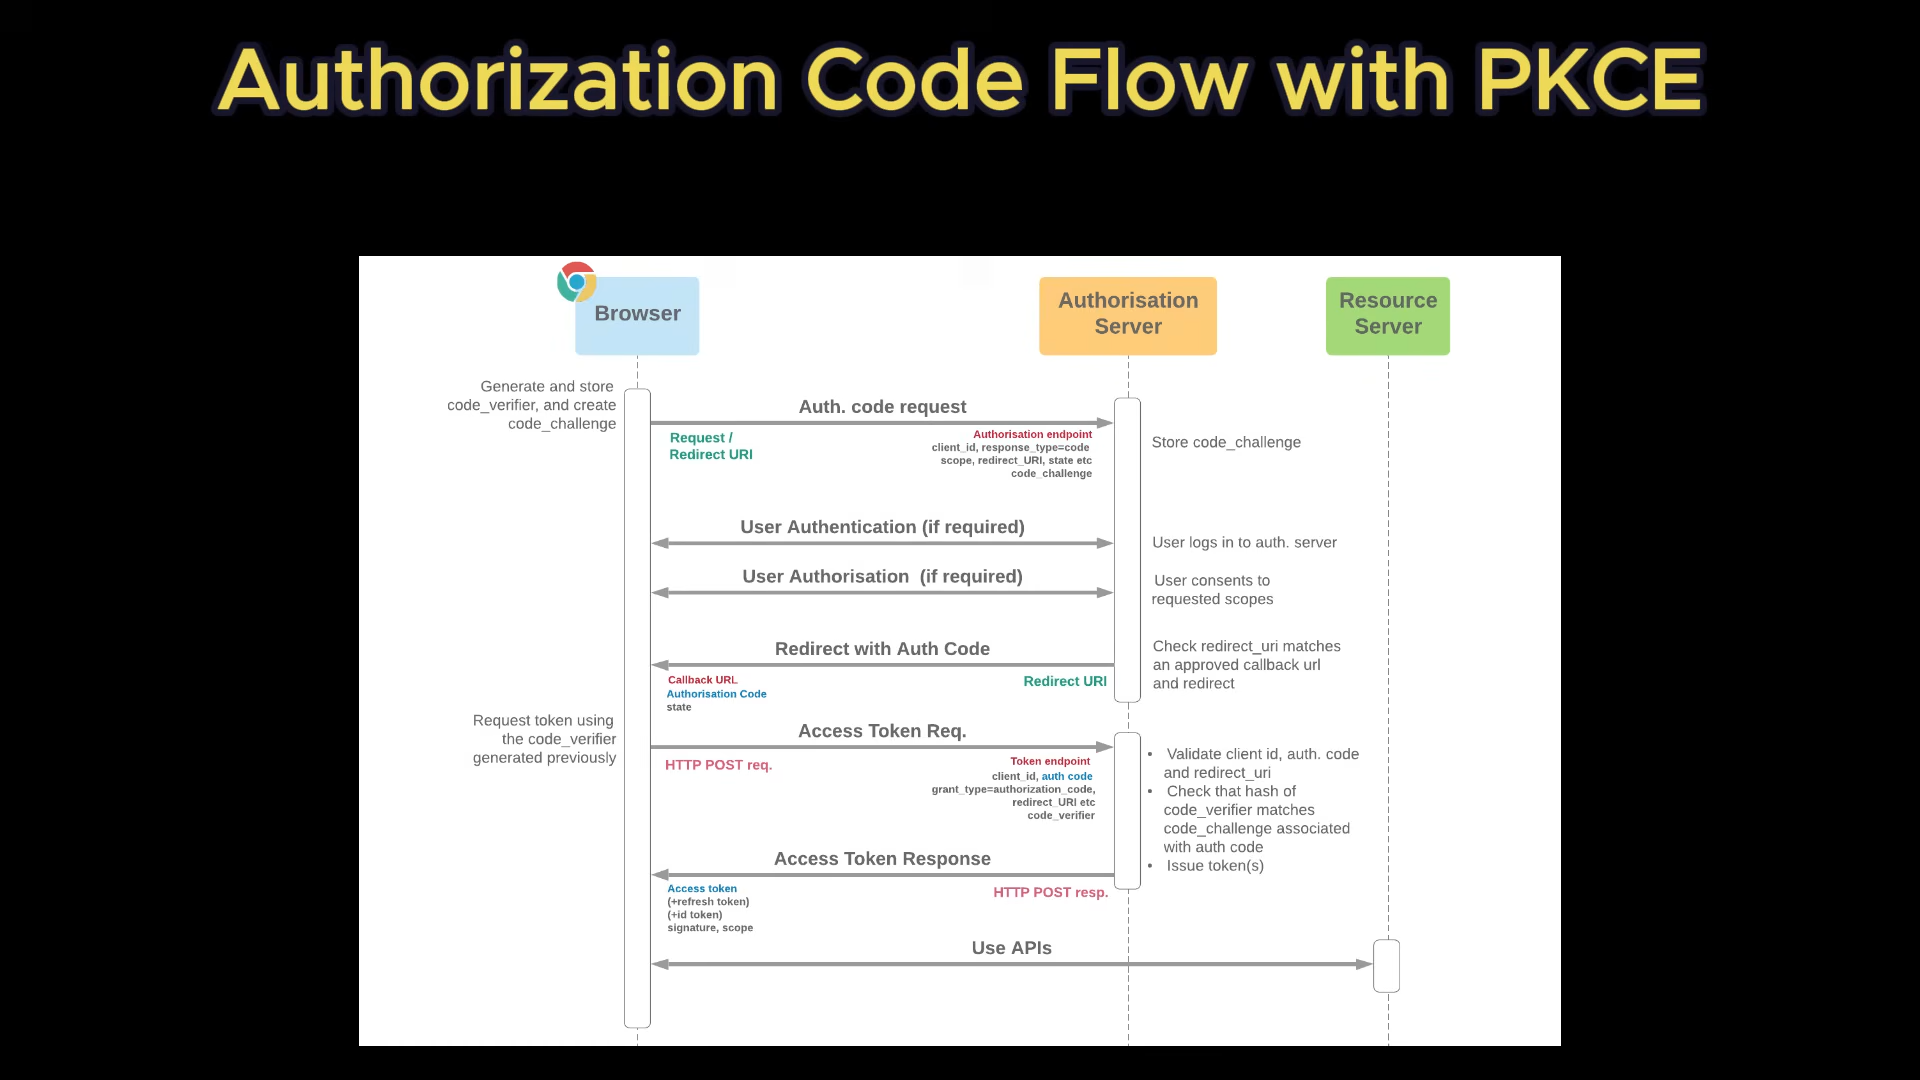 Authorization Code Flow with PKCE
Browser
Authorisation
Server
Resource
Server
Generate and store
code_verifier, and create
code_challenge
Auth. code request
Request /
Redirect URI
Authorisation endpoint
client_id, response_type=code
scope, redirect_URI, state etc
code_challenge
Store code_challenge
User Authentication (if required)
User logs in to auth. server
User Authorisation (if required)
User consents to
requested scopes
Redirect with Auth Code
Callback URL
Authorisation Code
state
Redirect URI
Check redirect_uri matches
an approved callback url
and redirect
Request token using
the code_verifier
generated previously
Access Token Req.
HTTP POST req.
Token endpoint
client_id, auth code
grant_type=authorization_code,
redirect_URI etc
code_verifier
• Validate client id, auth. code
and redirect_uri
• Check that hash of
code_verifier matches
code_challenge associated
with auth code
• Issue token(s)
Access Token Response
Access token
(+refresh token)
(+id token)
signature, scope
HTTP POST resp.
Use APIs